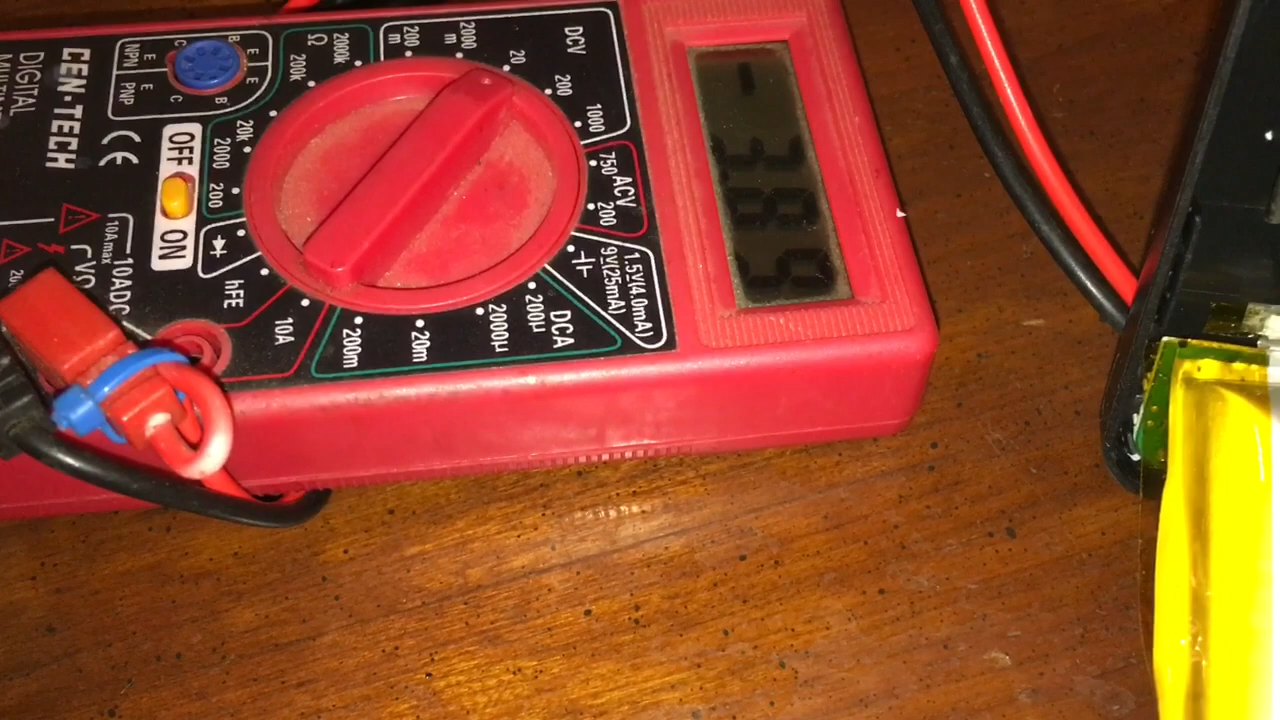 -3.85
DCV
ACV
1.5V(4.0mA)
9V(25mA)
DCA
1000
750
200
200
20
2000
m
200
m
200µ
2000µ
20m
200m
10A
hFE
Ω
2000k
200k
20k
2000
200
OFF
ON
B
E
C
E
NPN
E
E
PNP
C
B
CE
10ADC
10A
max
CEN-TECH
DIGITAL